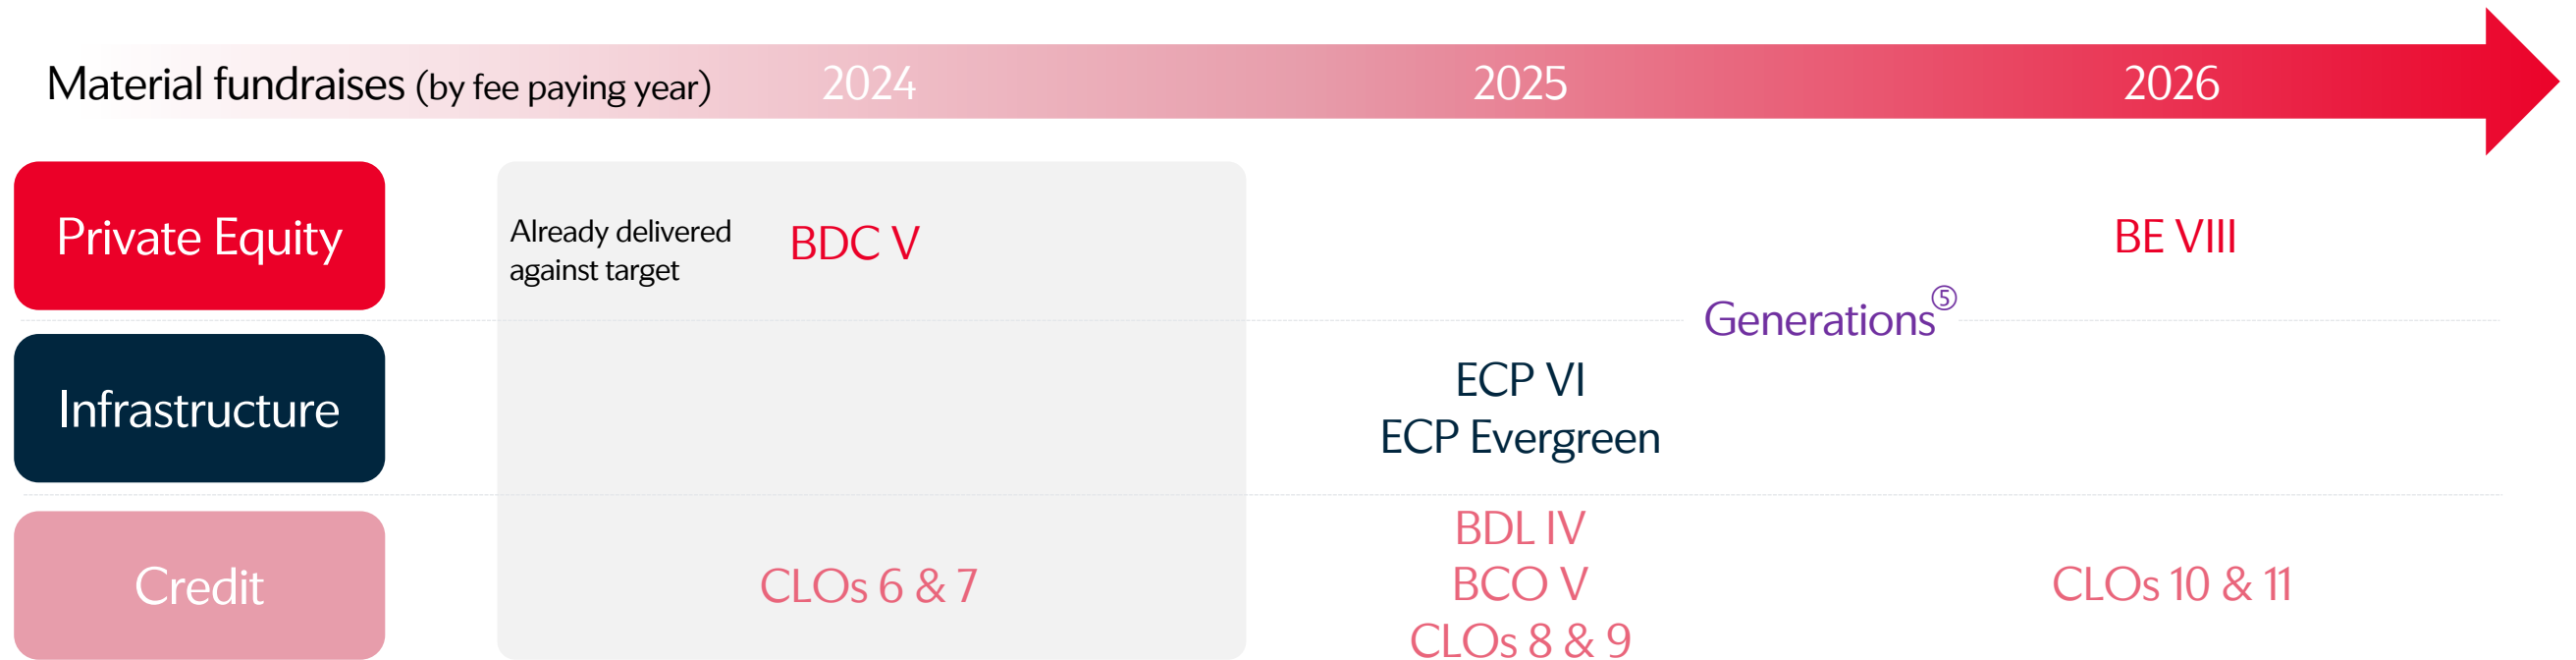 Material fundraises (by fee paying year) 2024 2025 2026
Private Equity
Already delivered
against target
BDC V
BE VIII
Generations⑤
Infrastructure
ECP VI
ECP Evergreen
Credit
CLOs 6 & 7
BDL IV
BCO V
CLOs 8 & 9
CLOs 10 & 11